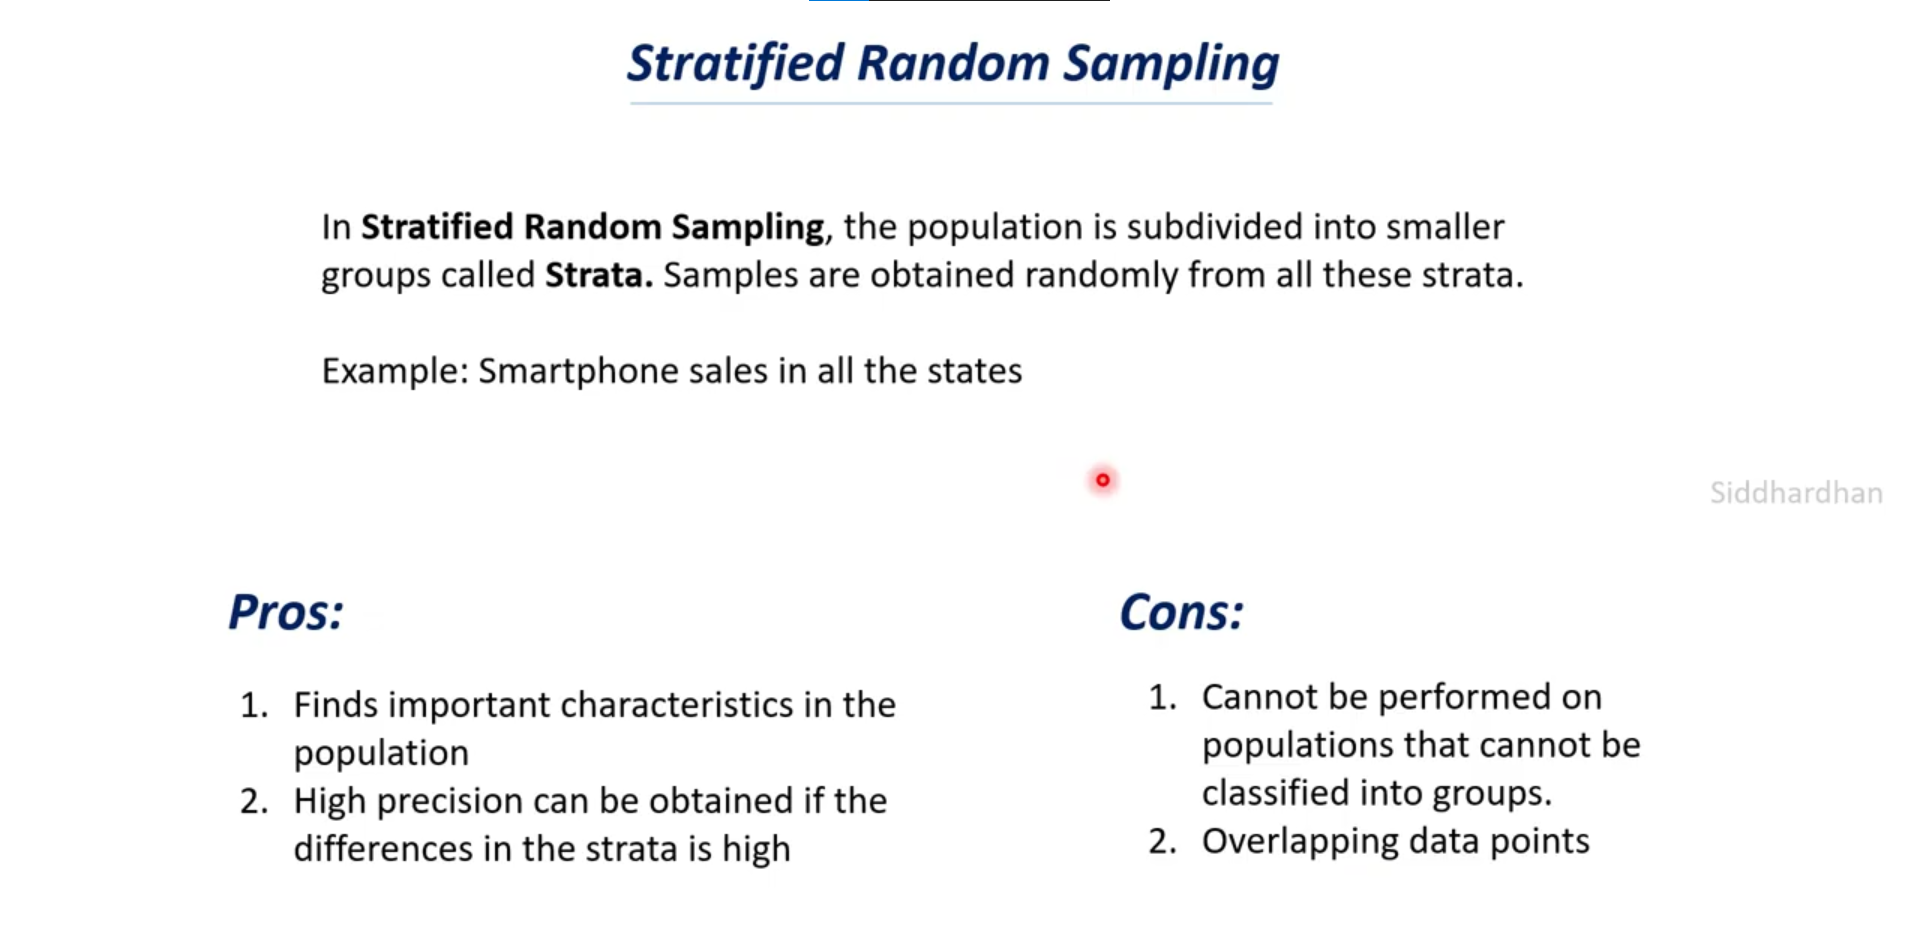 Stratified Random Sampling
In Stratified Random Sampling, the population is subdivided into smaller
groups called Strata. Samples are obtained randomly from all these strata.
Example: Smartphone sales in all the states
Siddhardhan
Pros:
1. Finds important characteristics in the
population
2. High precision can be obtained if the
differences in the strata is high
Cons:
1. Cannot be performed on
populations that cannot be
classified into groups.
2. Overlapping data points